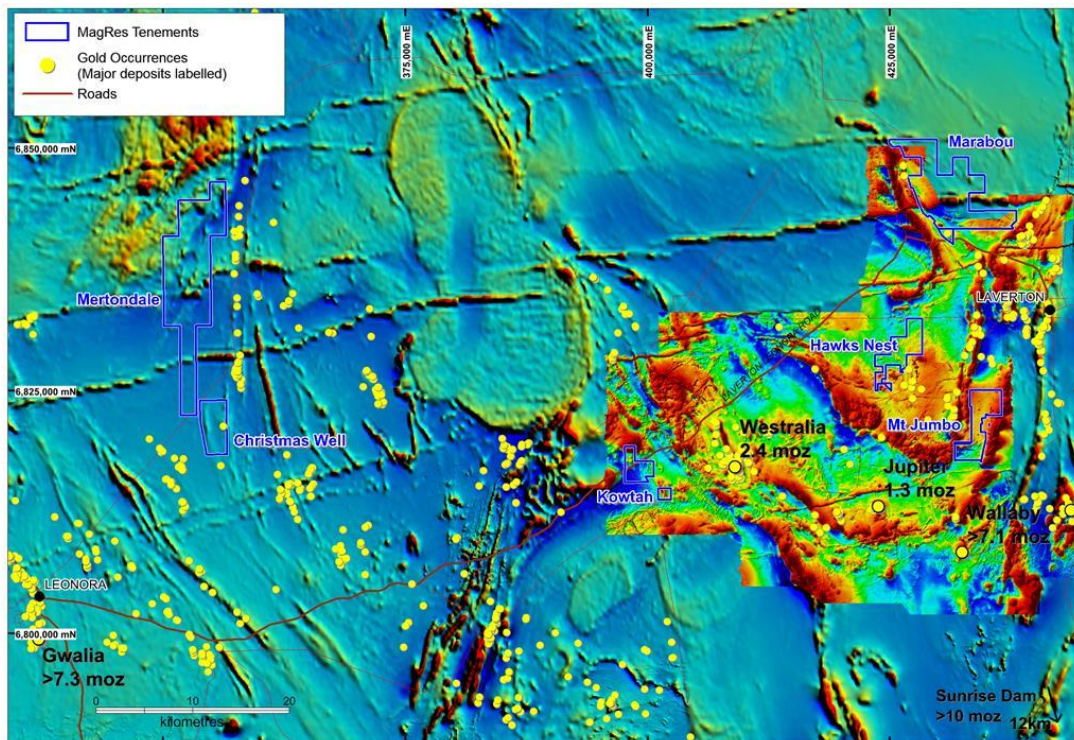 MagRes Tenements
Gold Occurrences
(Major deposits labelled)
Roads
375,000 mE
400,000 mE
425,000 mE
6,850,000 mN
Marabou
Mertondale
LAVERTON
Hawks Nest
6,825,000 mN
Christmas Well
Westralia
2.4 moz
Mt Jumbo
Jupiter
1.3 moz
Kowtah
Wallaby
>7.1 moz
LEONORA
6,800,000 mN
Gwalia
>7.3 moz
0 10 20
kilometres
Sunrise Dam
>10 moz
12km